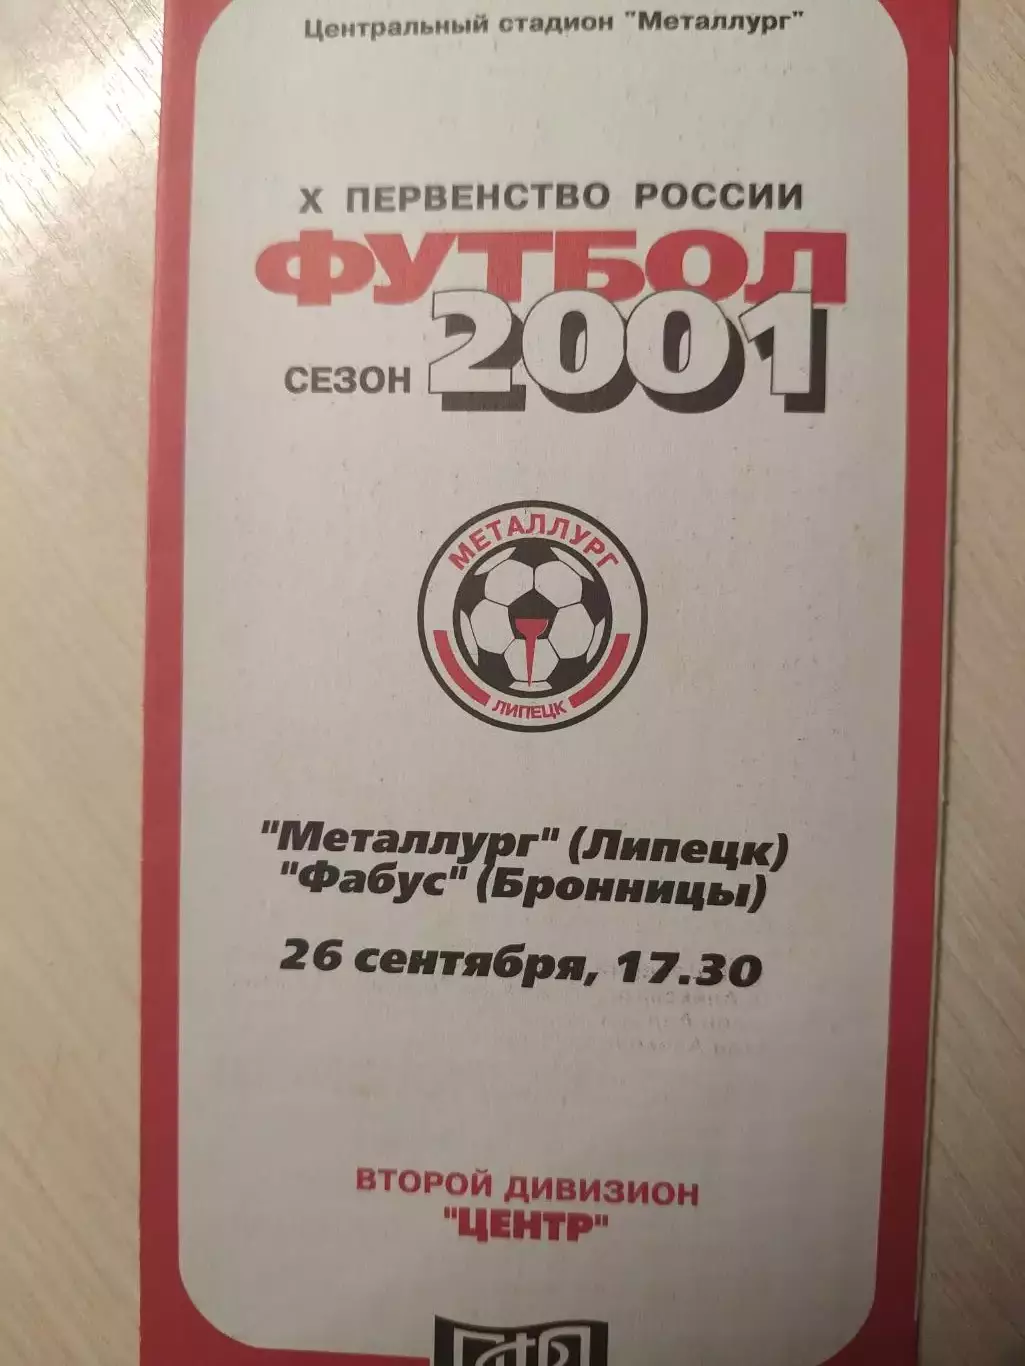 Центральный стадион "Металлург"
X ПЕРВЕНСТВО РОССИИ
ФУТБОЛ
СЕЗОН 2001
МЕТАЛЛУРГ
ЛИПЕЦК
"Металлург" (Липецк)
"Фабус" (Бронницы)
26 сентября, 17.30
ВТОРОЙ ДИВИЗИОН
"ЦЕНТР"